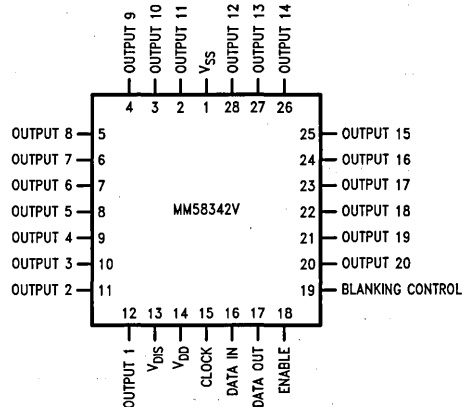 OUTPUT 9
OUTPUT 10
OUTPUT 11
VSS
OUTPUT 12
OUTPUT 13
OUTPUT 14
4 3 2 1 28 27 26
OUTPUT 8 5 25 OUTPUT 15
OUTPUT 7 6 24 OUTPUT 16
OUTPUT 6 7 23 OUTPUT 17
OUTPUT 5 8 MM58342V 22 OUTPUT 18
OUTPUT 4 9 21 OUTPUT 19
OUTPUT 3 10 20 OUTPUT 20
OUTPUT 2 11 19 BLANKING CONTROL
12 13 14 15 16 17 18
OUTPUT 1
VDIS
VDD
CLOCK
DATA IN
DATA OUT
ENABLE